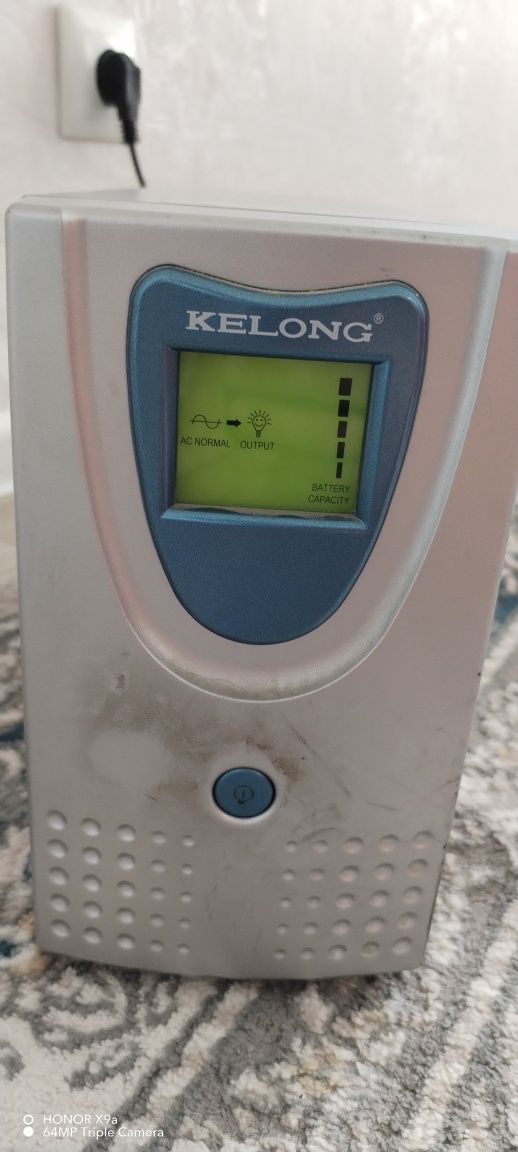 KELONG®
AC NORMAL OUTPUT
BATTERY
CAPACITY
HONOR X9a
64MP Triple Camera